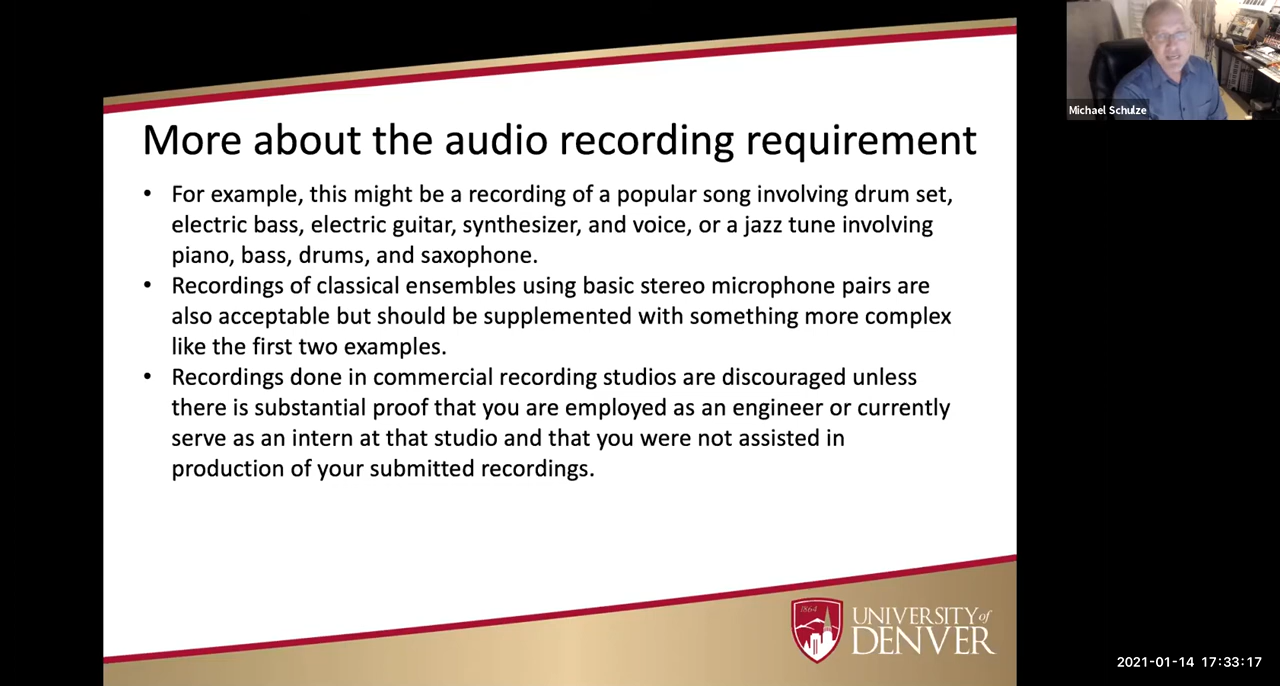 Michael Schulze
More about the audio recording requirement
• For example, this might be a recording of a popular song involving drum set,
electric bass, electric guitar, synthesizer, and voice, or a jazz tune involving
piano, bass, drums, and saxophone.
• Recordings of classical ensembles using basic stereo microphone pairs are
also acceptable but should be supplemented with something more complex
like the first two examples.
• Recordings done in commercial recording studios are discouraged unless
there is substantial proof that you are employed as an engineer or currently
serve as an intern at that studio and that you were not assisted in
production of your submitted recordings.
1864
UNIVERSITY of
DENVER
2021-01-14 17:33:17